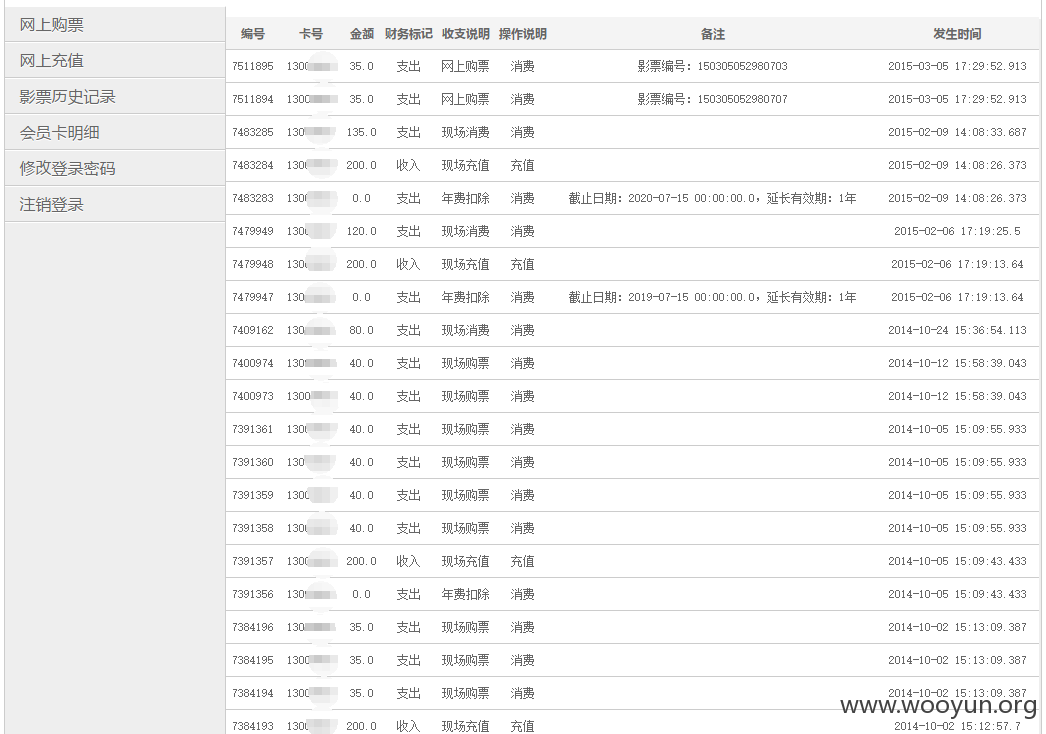 网上购票
网上充值
影票历史记录
会员卡明细
修改登录密码
注销登录
编号 卡号 金额 财务标记 收支说明 操作说明 备注 发生时间
7511895 1300 35.0 支出 网上购票 消费 影票编号：150305052980703 2015-03-05 17:29:52.913
7511894 1300 35.0 支出 网上购票 消费 影票编号：150305052980707 2015-03-05 17:29:52.913
7483285 130 135.0 支出 现场消费 消费 2015-02-09 14:08:33.687
7483284 130 200.0 收入 现场充值 充值 2015-02-09 14:08:26.373
7483283 130 0.0 支出 年费扣除 消费 截止日期：2020-07-15 00:00:00.0，延长有效期：1年 2015-02-09 14:08:26.373
7479949 130 120.0 支出 现场消费 消费 2015-02-06 17:19:25.5
7479948 130 200.0 收入 现场充值 充值 2015-02-06 17:19:13.64
7479947 130 0.0 支出 年费扣除 消费 截止日期：2019-07-15 00:00:00.0，延长有效期：1年 2015-02-06 17:19:13.64
7409162 130 80.0 支出 现场消费 消费 2014-10-24 15:36:54.113
7400974 130 40.0 支出 现场购票 消费 2014-10-12 15:58:39.043
7400973 1300 40.0 支出 现场购票 消费 2014-10-12 15:58:39.043
7391361 130 40.0 支出 现场购票 消费 2014-10-05 15:09:55.933
7391360 130 40.0 支出 现场购票 消费 2014-10-05 15:09:55.933
7391359 1300 40.0 支出 现场购票 消费 2014-10-05 15:09:55.933
7391358 130 40.0 支出 现场购票 消费 2014-10-05 15:09:55.933
7391357 1300 200.0 收入 现场充值 充值 2014-10-05 15:09:43.433
7391356 130 0.0 支出 年费扣除 消费 2014-10-05 15:09:43.433
7384196 130 35.0 支出 现场购票 消费 2014-10-02 15:13:09.387
7384195 1300 35.0 支出 现场购票 消费 2014-10-02 15:13:09.387
7384194 1300 35.0 支出 现场购票 消费 2014-10-02 15:13:09.387
7384193 1300 200.0 收入 现场充值 充值 2014-10-02 15:12:57.7
www.wooyun.org